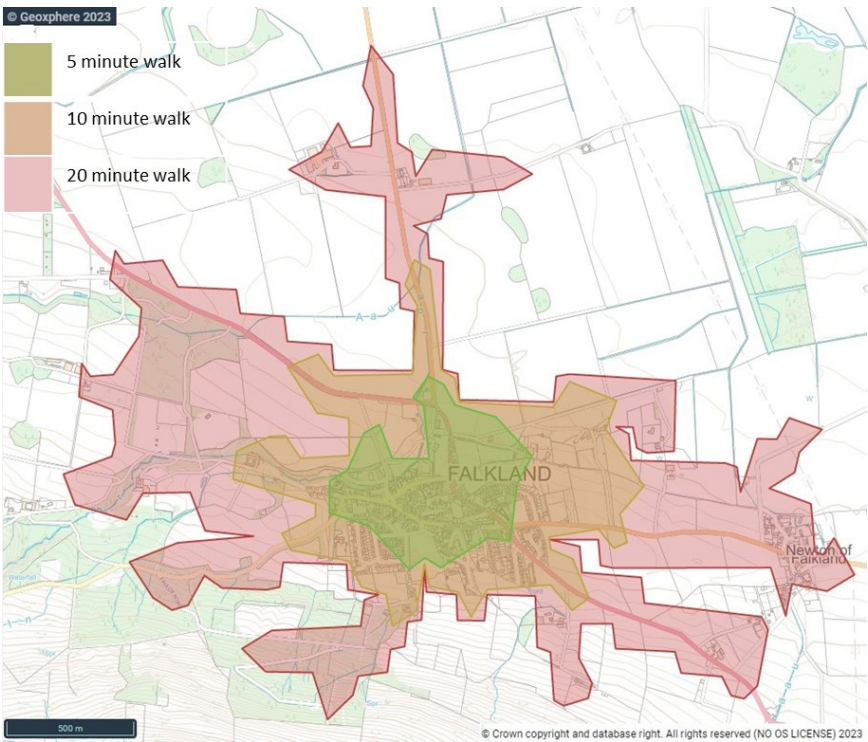 © Geoxphere 2023
5 minute walk
10 minute walk
20 minute walk
FALKLAND
Newton of
Falkland
Waterfall
500 m
© Crown copyright and database right. All rights reserved (NO OS LICENSE) 2023